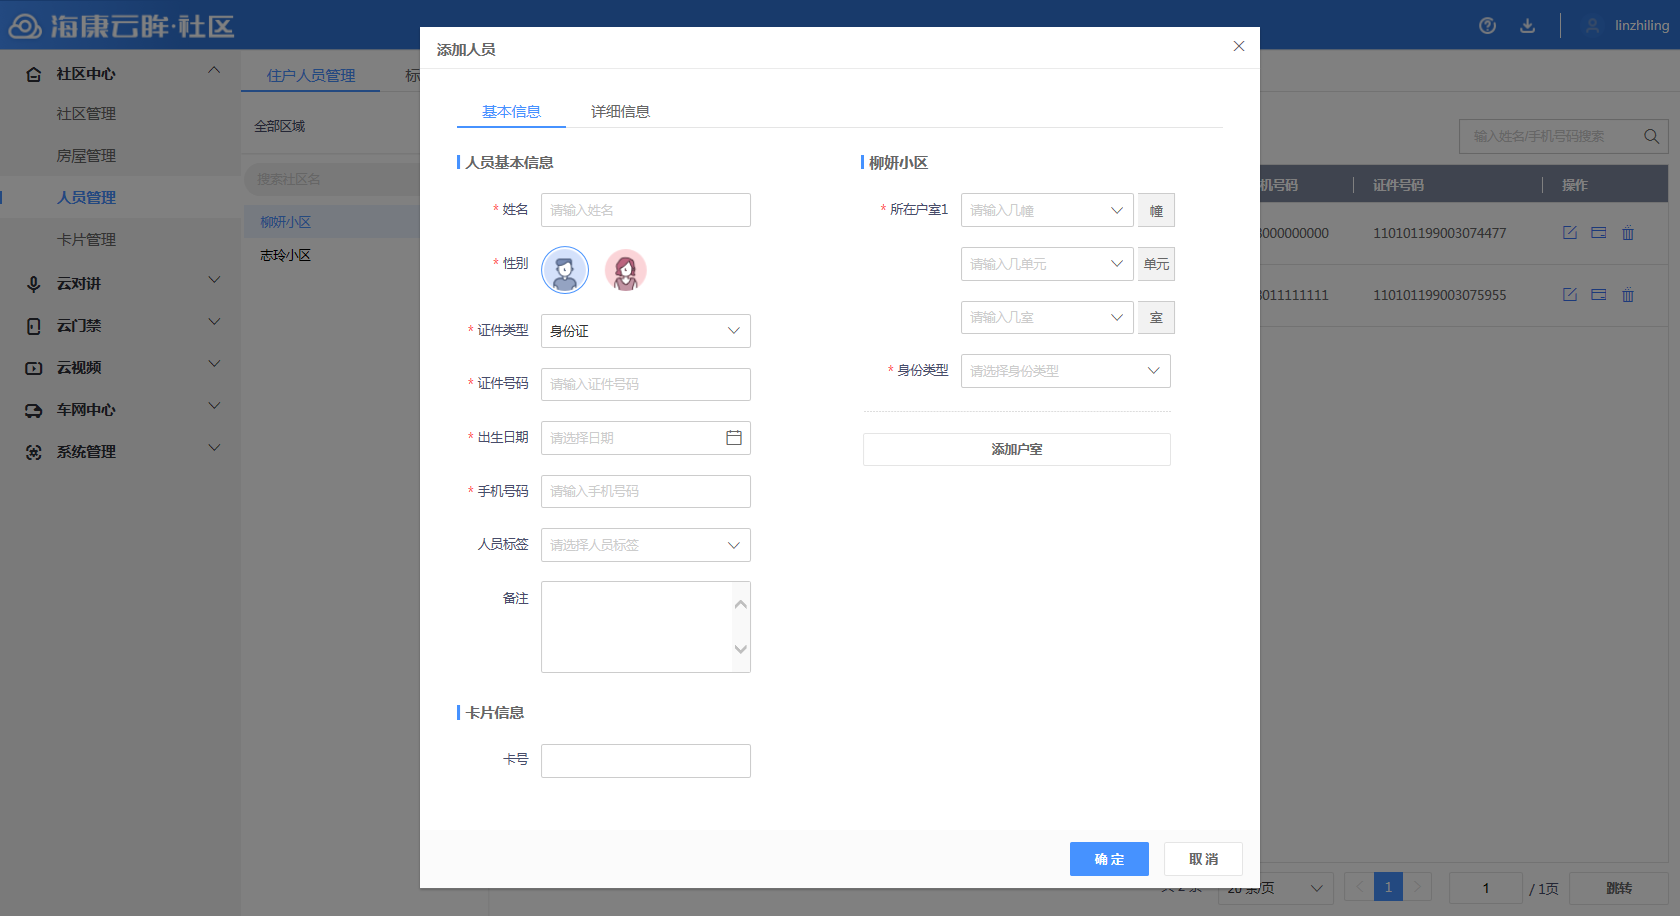 海康云眸·社区
linzhiling
社区中心
社区管理
房屋管理
人员管理
卡片管理
云对讲
云门禁
云视频
车网中心
系统管理
住户人员管理
标
全部区域
搜索社区名
柳妍小区
志玲小区
添加人员
基本信息
详细信息
人员基本信息
* 姓名
请输入姓名
* 性别
* 证件类型
身份证
* 证件号码
请输入证件号码
* 出生日期
请选择日期
* 手机号码
请输入手机号码
人员标签
请选择人员标签
备注
卡片信息
卡号
柳妍小区
* 所在户室1
请输入几幢
幢
请输入几单元
单元
请输入几室
室
* 身份类型
请选择身份类型
添加户室
确定
取消
输入姓名/手机号码搜索
机号码
证件号码
操作
000000000
110101199003074477
011111111
110101199003075955
共 2 条
20 条/页
1
1
/ 1页
跳转